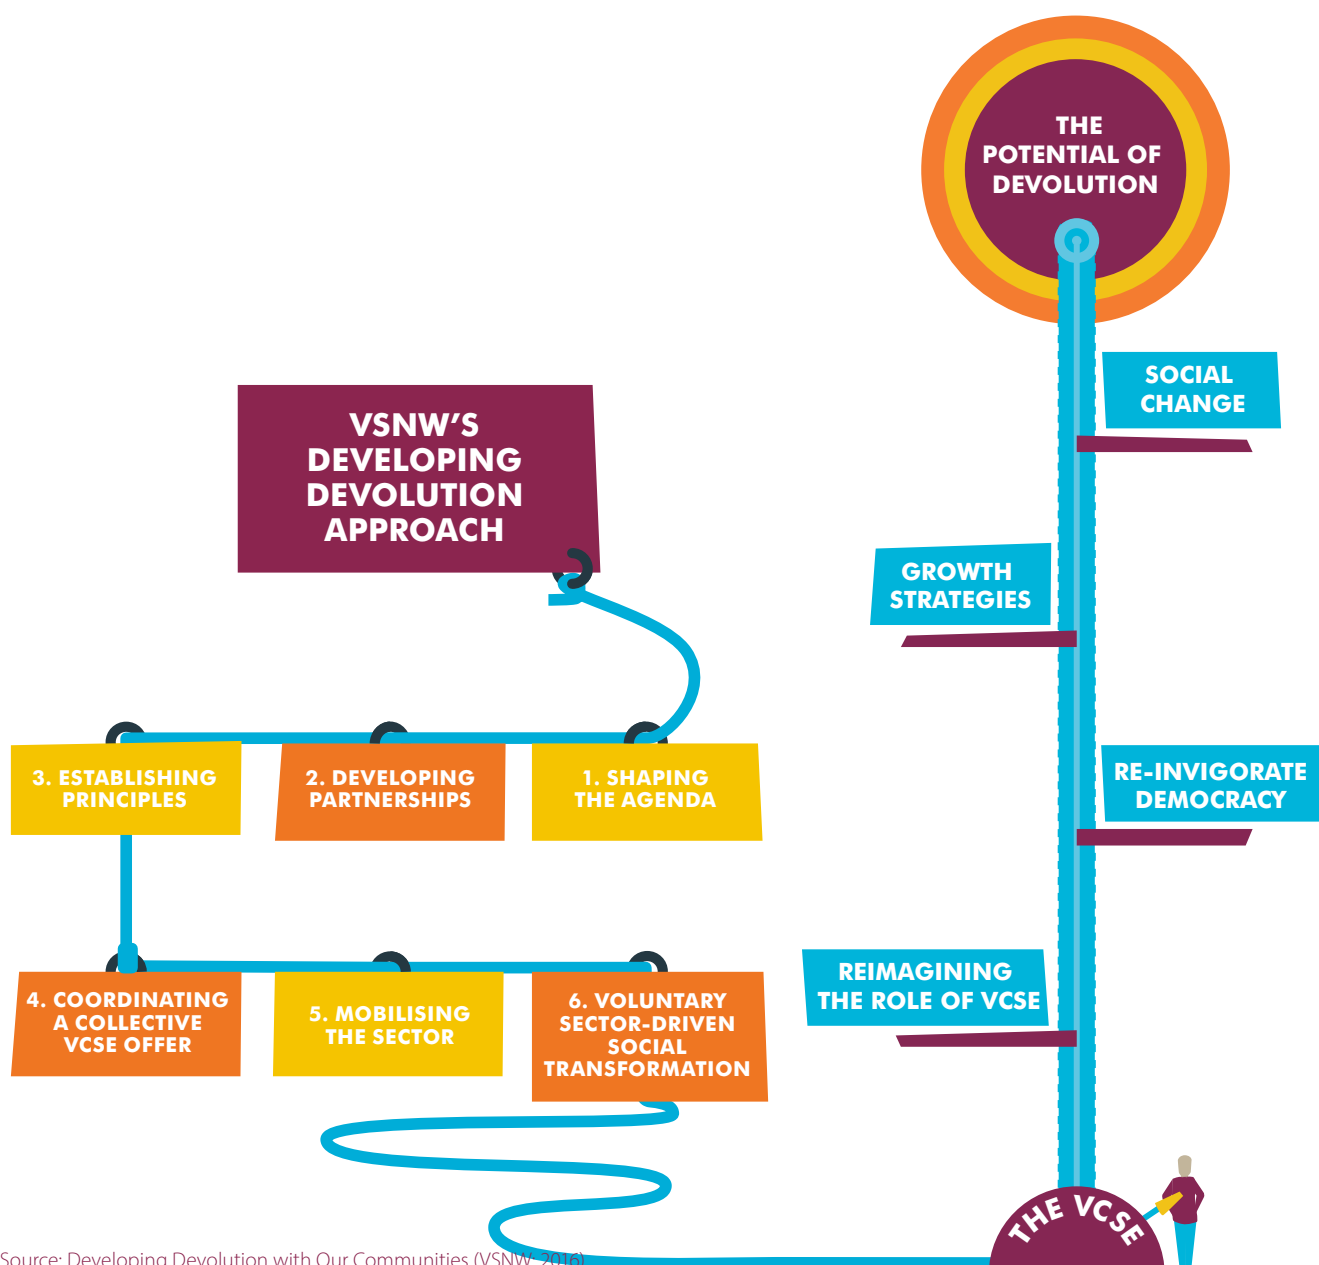 THE
POTENTIAL OF
DEVOLUTION
SOCIAL
CHANGE
GROWTH
STRATEGIES
RE-INVIGORATE
DEMOCRACY
REIMAGINING
THE ROLE OF VCSE
THE VCSE
VSNW'S
DEVELOPING
DEVOLUTION
APPROACH
1. SHAPING
THE AGENDA
2. DEVELOPING
PARTNERSHIPS
3. ESTABLISHING
PRINCIPLES
4. COORDINATING
A COLLECTIVE
VCSE OFFER
5. MOBILISING
THE SECTOR
6. VOLUNTARY
SECTOR-DRIVEN
SOCIAL
TRANSFORMATION
Source: Developing Devolution with Our Communities (VSNW: 2016)